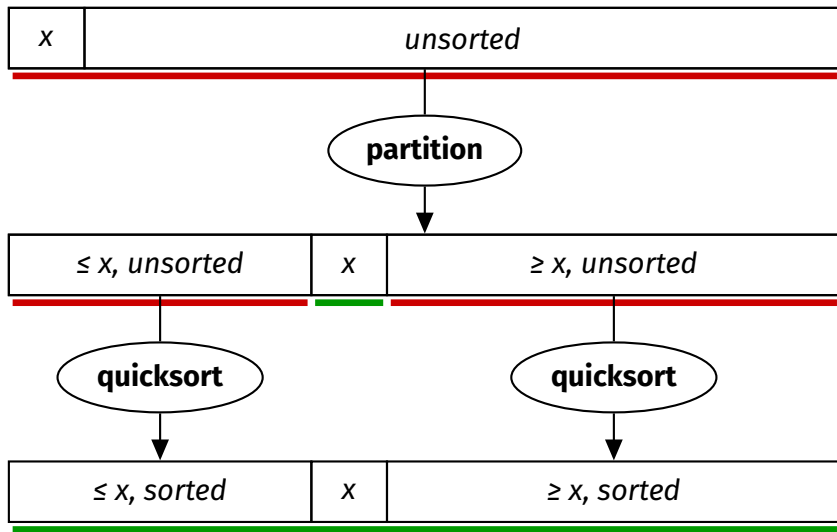 x unsorted
partition
≤ x, unsorted x ≥ x, unsorted
quicksort quicksort
≤ x, sorted x ≥ x, sorted